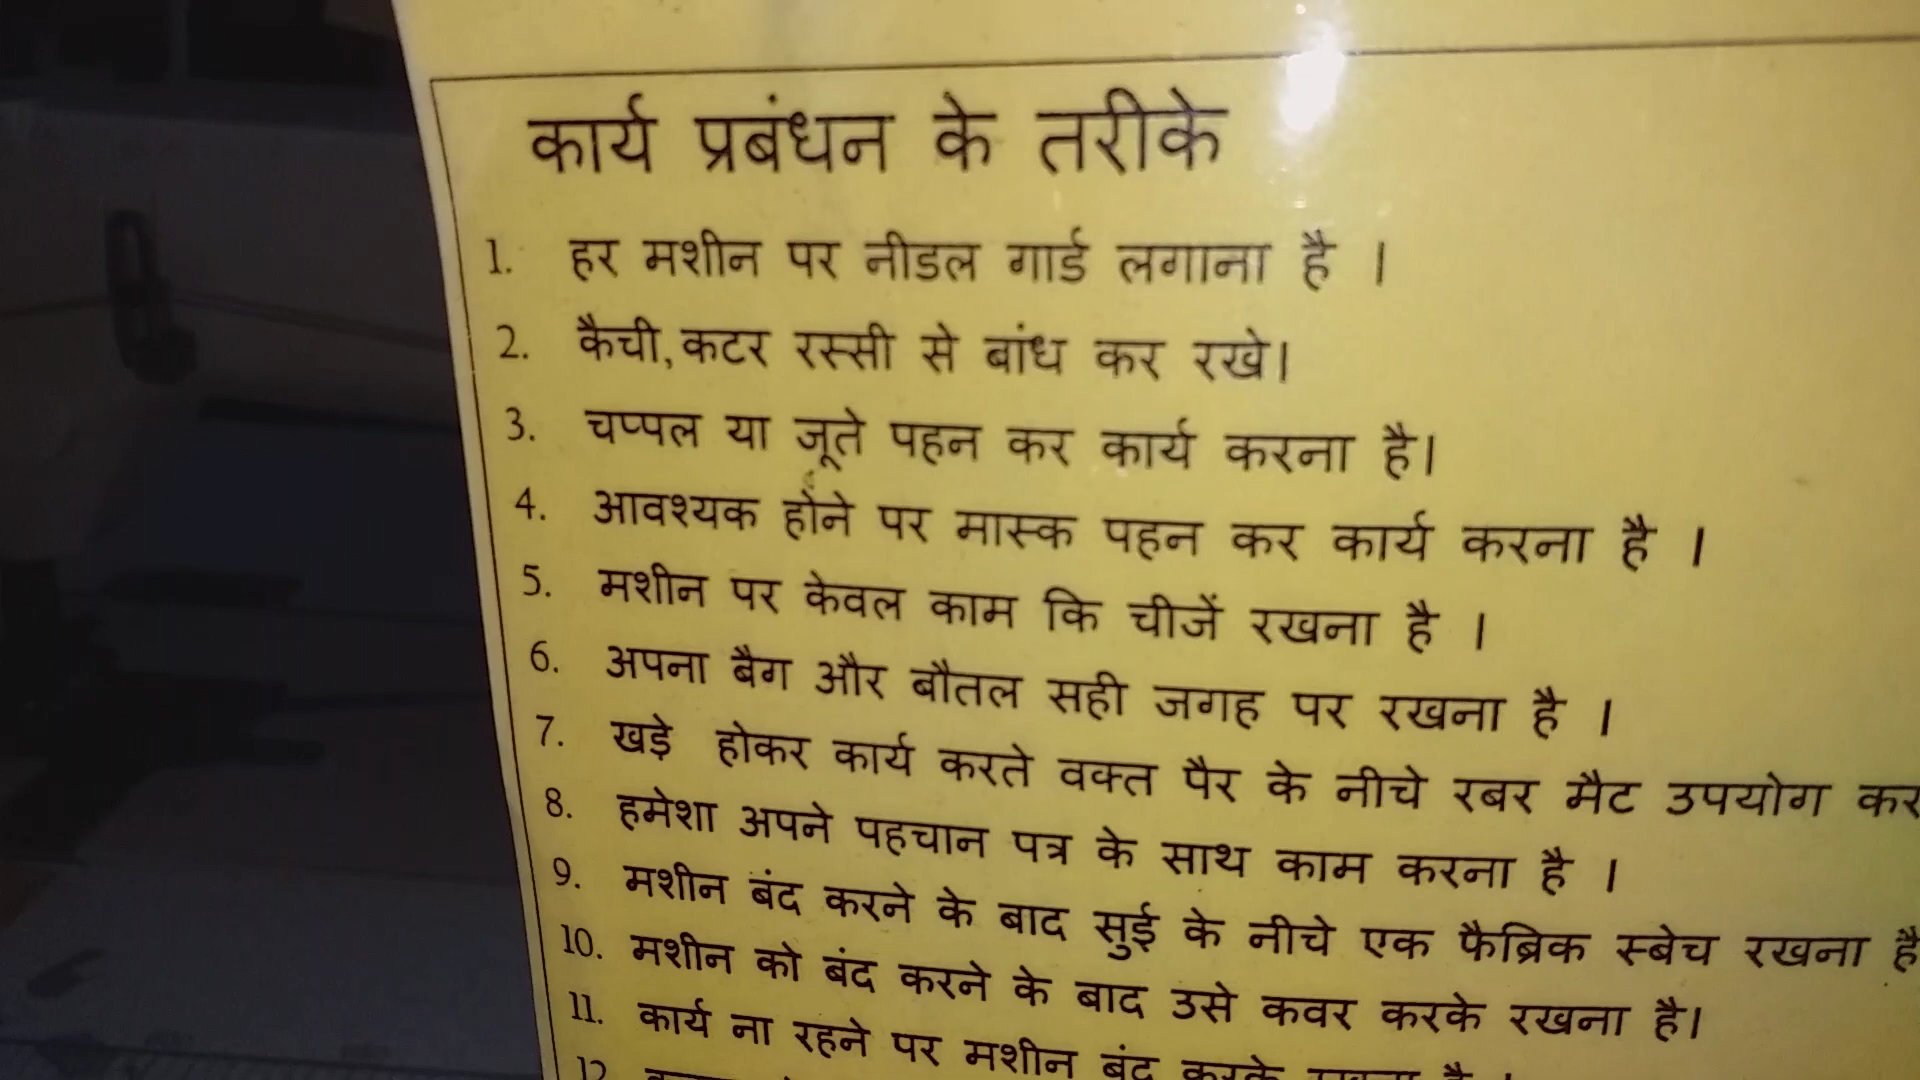 कार्य प्रबंधन के तरीके
1. हर मशीन पर नीडल गार्ड लगाना है ।
2. कैची,कटर रस्सी से बांध कर रखे।
3. चप्पल या जूते पहन कर कार्य करना है।
4. आवश्यक होने पर मास्क पहन कर कार्य करना है ।
5. मशीन पर केवल काम कि चीजें रखना है ।
6. अपना बैग और बौतल सही जगह पर रखना है ।
7. खड़े होकर कार्य करते वक्त पैर के नीचे रबर मैट उपयोग कर
8. हमेशा अपने पहचान पत्र के साथ काम करना है ।
9. मशीन बंद करने के बाद सुई के नीचे एक फैब्रिक स्बेच रखना है
10. मशीन को बंद करने के बाद उसे कवर करके रखना है।
11. कार्य ना रहने पर मशीन बंद करके रखना है ।
12